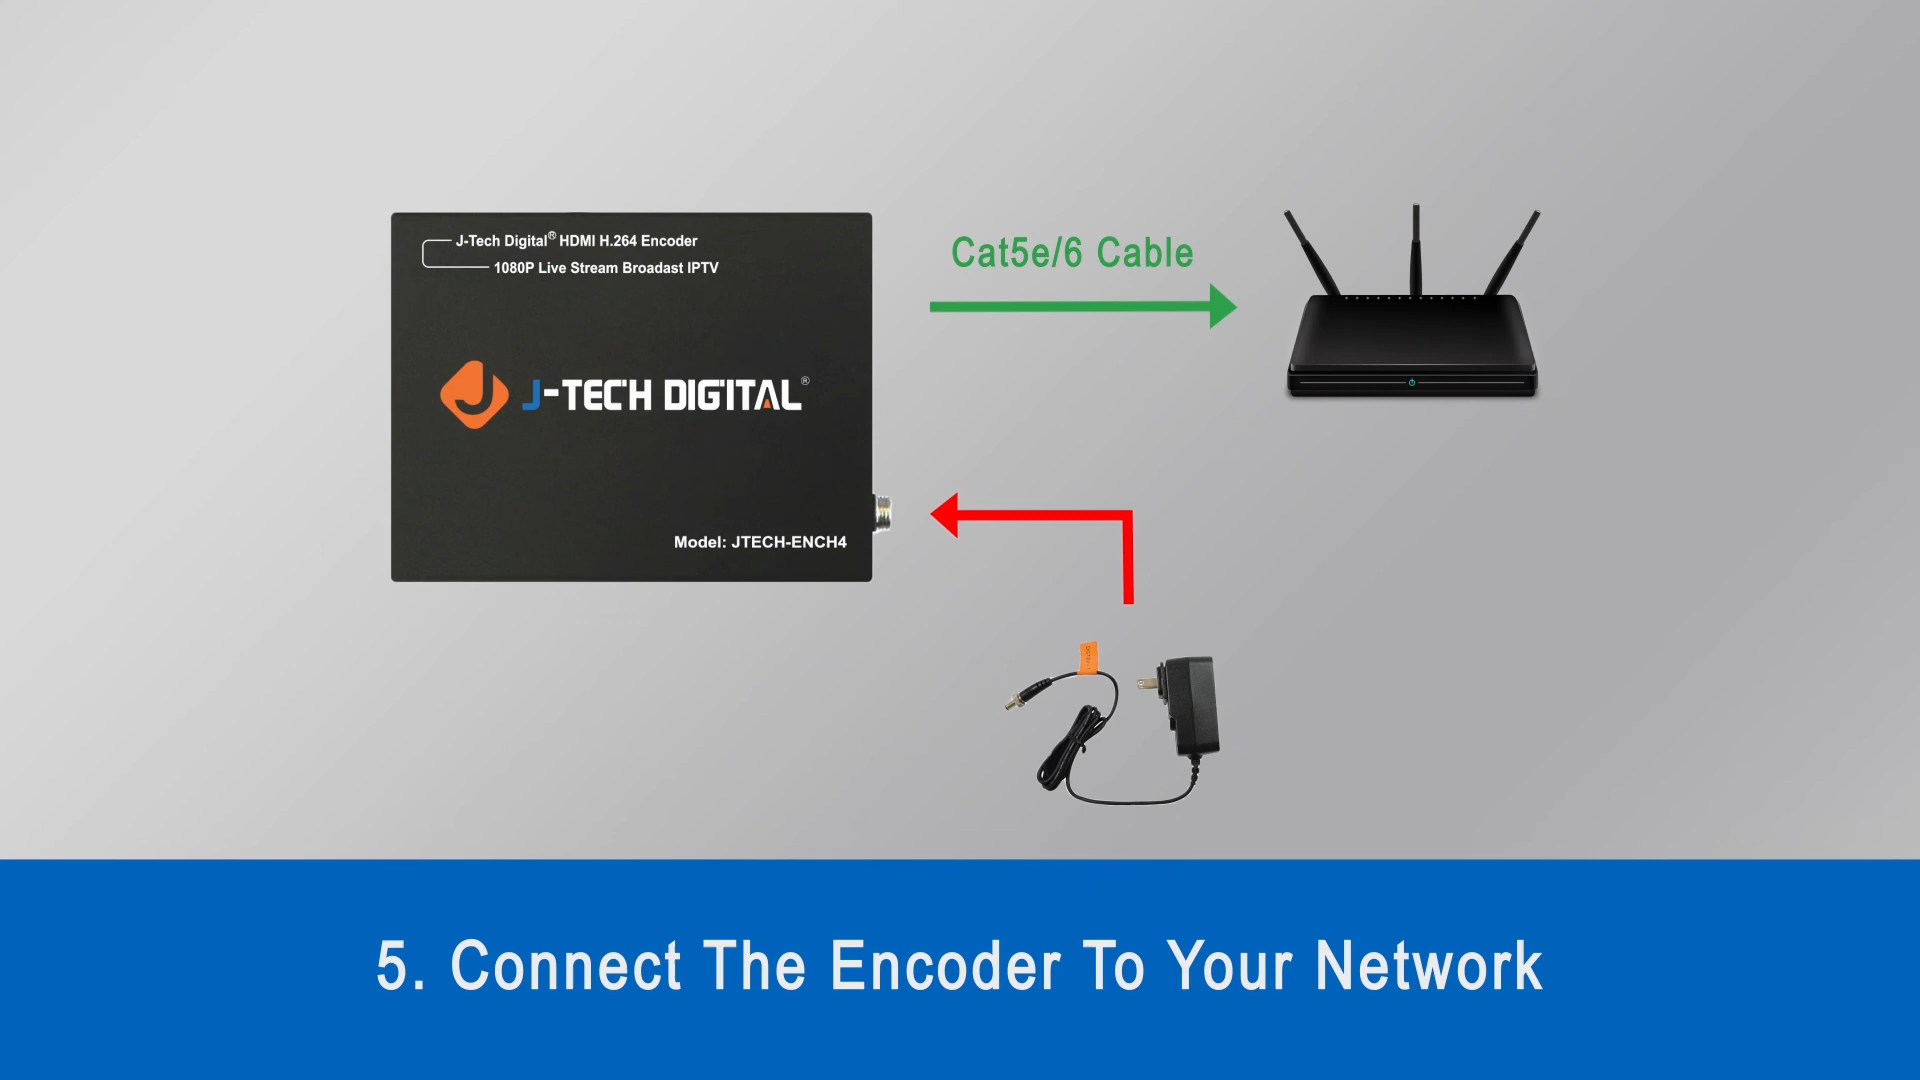 J-Tech Digital® HDMI H.264 Encoder
1080P Live Stream Broadast IPTV
J-TECH DIGITAL®
Model: JTECH-ENCH4
Cat5e/6 Cable
5. Connect The Encoder To Your Network